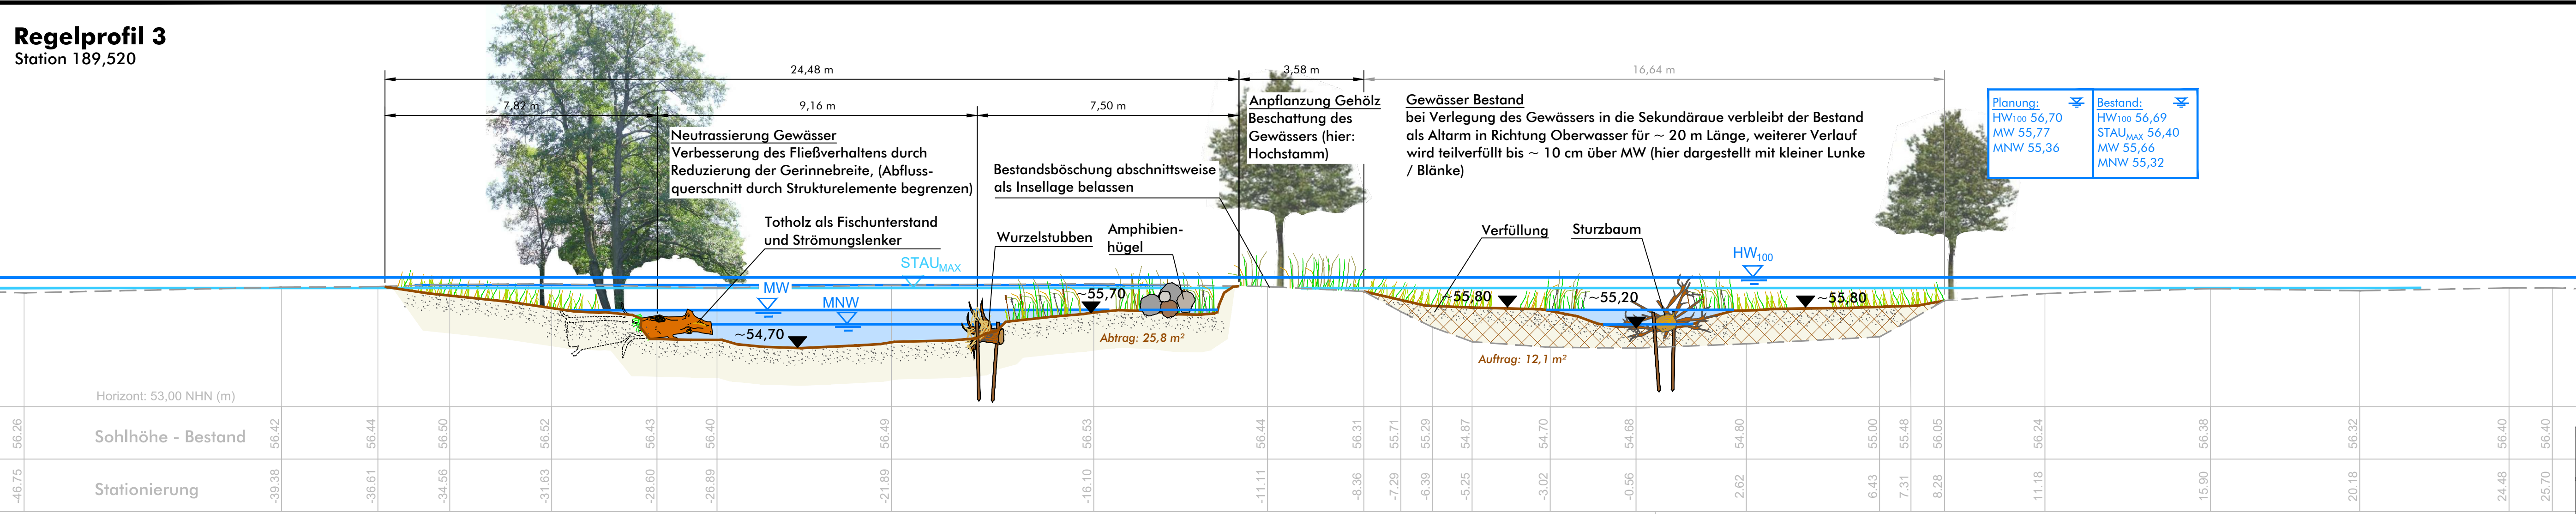 Regelprofil 3
Station 189,520
24,48 m
3,58 m
16,64 m
7,82 m
9,16 m
7,50 m
Neutrassierung Gewässer
Verbesserung des Fließverhaltens durch
Reduzierung der Gerinnebreite, (Abfluss-
querschnitt durch Strukturelemente begrenzen)
Totholz als Fischunterstand
und Strömungslenker
Bestandsböschung abschnittsweise
als Insellage belassen
Wurzelstubben
Amphibien-
hügel
Anpflanzung Gehölz
Beschattung des
Gewässers (hier:
Hochstamm)
Gewässer Bestand
bei Verlegung des Gewässers in die Sekundäraue verbleibt der Bestand
als Altarm in Richtung Oberwasser für ~ 20 m Länge, weiterer Verlauf
wird teilverfüllt bis ~ 10 cm über MW (hier dargestellt mit kleiner Lunke
/ Blänke)
Verfüllung
Sturzbaum
Planung:
HW100 56,70
MW 55,77
MNW 55,36
Bestand:
HW100 56,69
STAUMAX 56,40
MW 55,66
MNW 55,32
STAUMAX
MW
MNW
HW100
~54,70
~55,70
~55,80
~55,20
~55,80
Abtrag: 25,8 m²
Auftrag: 12,1 m²
Horizont: 53,00 NHN (m)
Sohlhöhe - Bestand
56.26
56.42
56.44
56.50
56.52
56.43
56.40
56.49
56.53
56.44
56.31
55.71
55.29
54.87
54.70
54.68
54.80
55.00
55.48
56.05
56.24
56.38
56.32
56.40
56.40
Stationierung
-46.75
-39.38
-36.61
-34.56
-31.63
-28.60
-26.89
-21.89
-16.10
-11.11
-8.36
-7.29
-6.39
-5.25
-3.02
-0.56
2.62
6.43
7.31
8.28
11.18
15.90
20.18
24.48
25.70